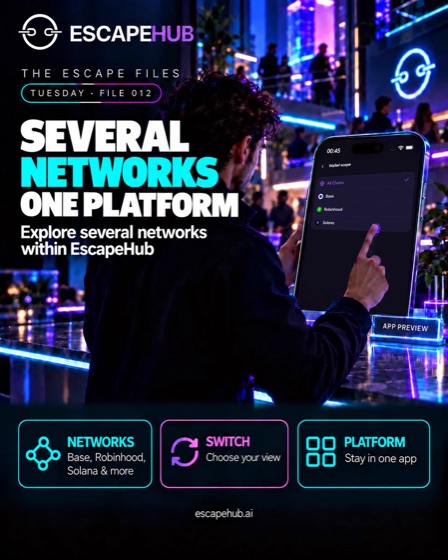 ESCAPEHUB
THE ESCAPE FILES
TUESDAY · FILE 012
SEVERAL
NETWORKS
ONE PLATFORM
Explore several networks
within EscapeHub
00:45
Wallet scope
All Chains
Base
Robinhood
Solana
APP PREVIEW
NETWORKS
Base, Robinhood,
Solana & more
SWITCH
Choose your view
PLATFORM
Stay in one app
escapehub.ai